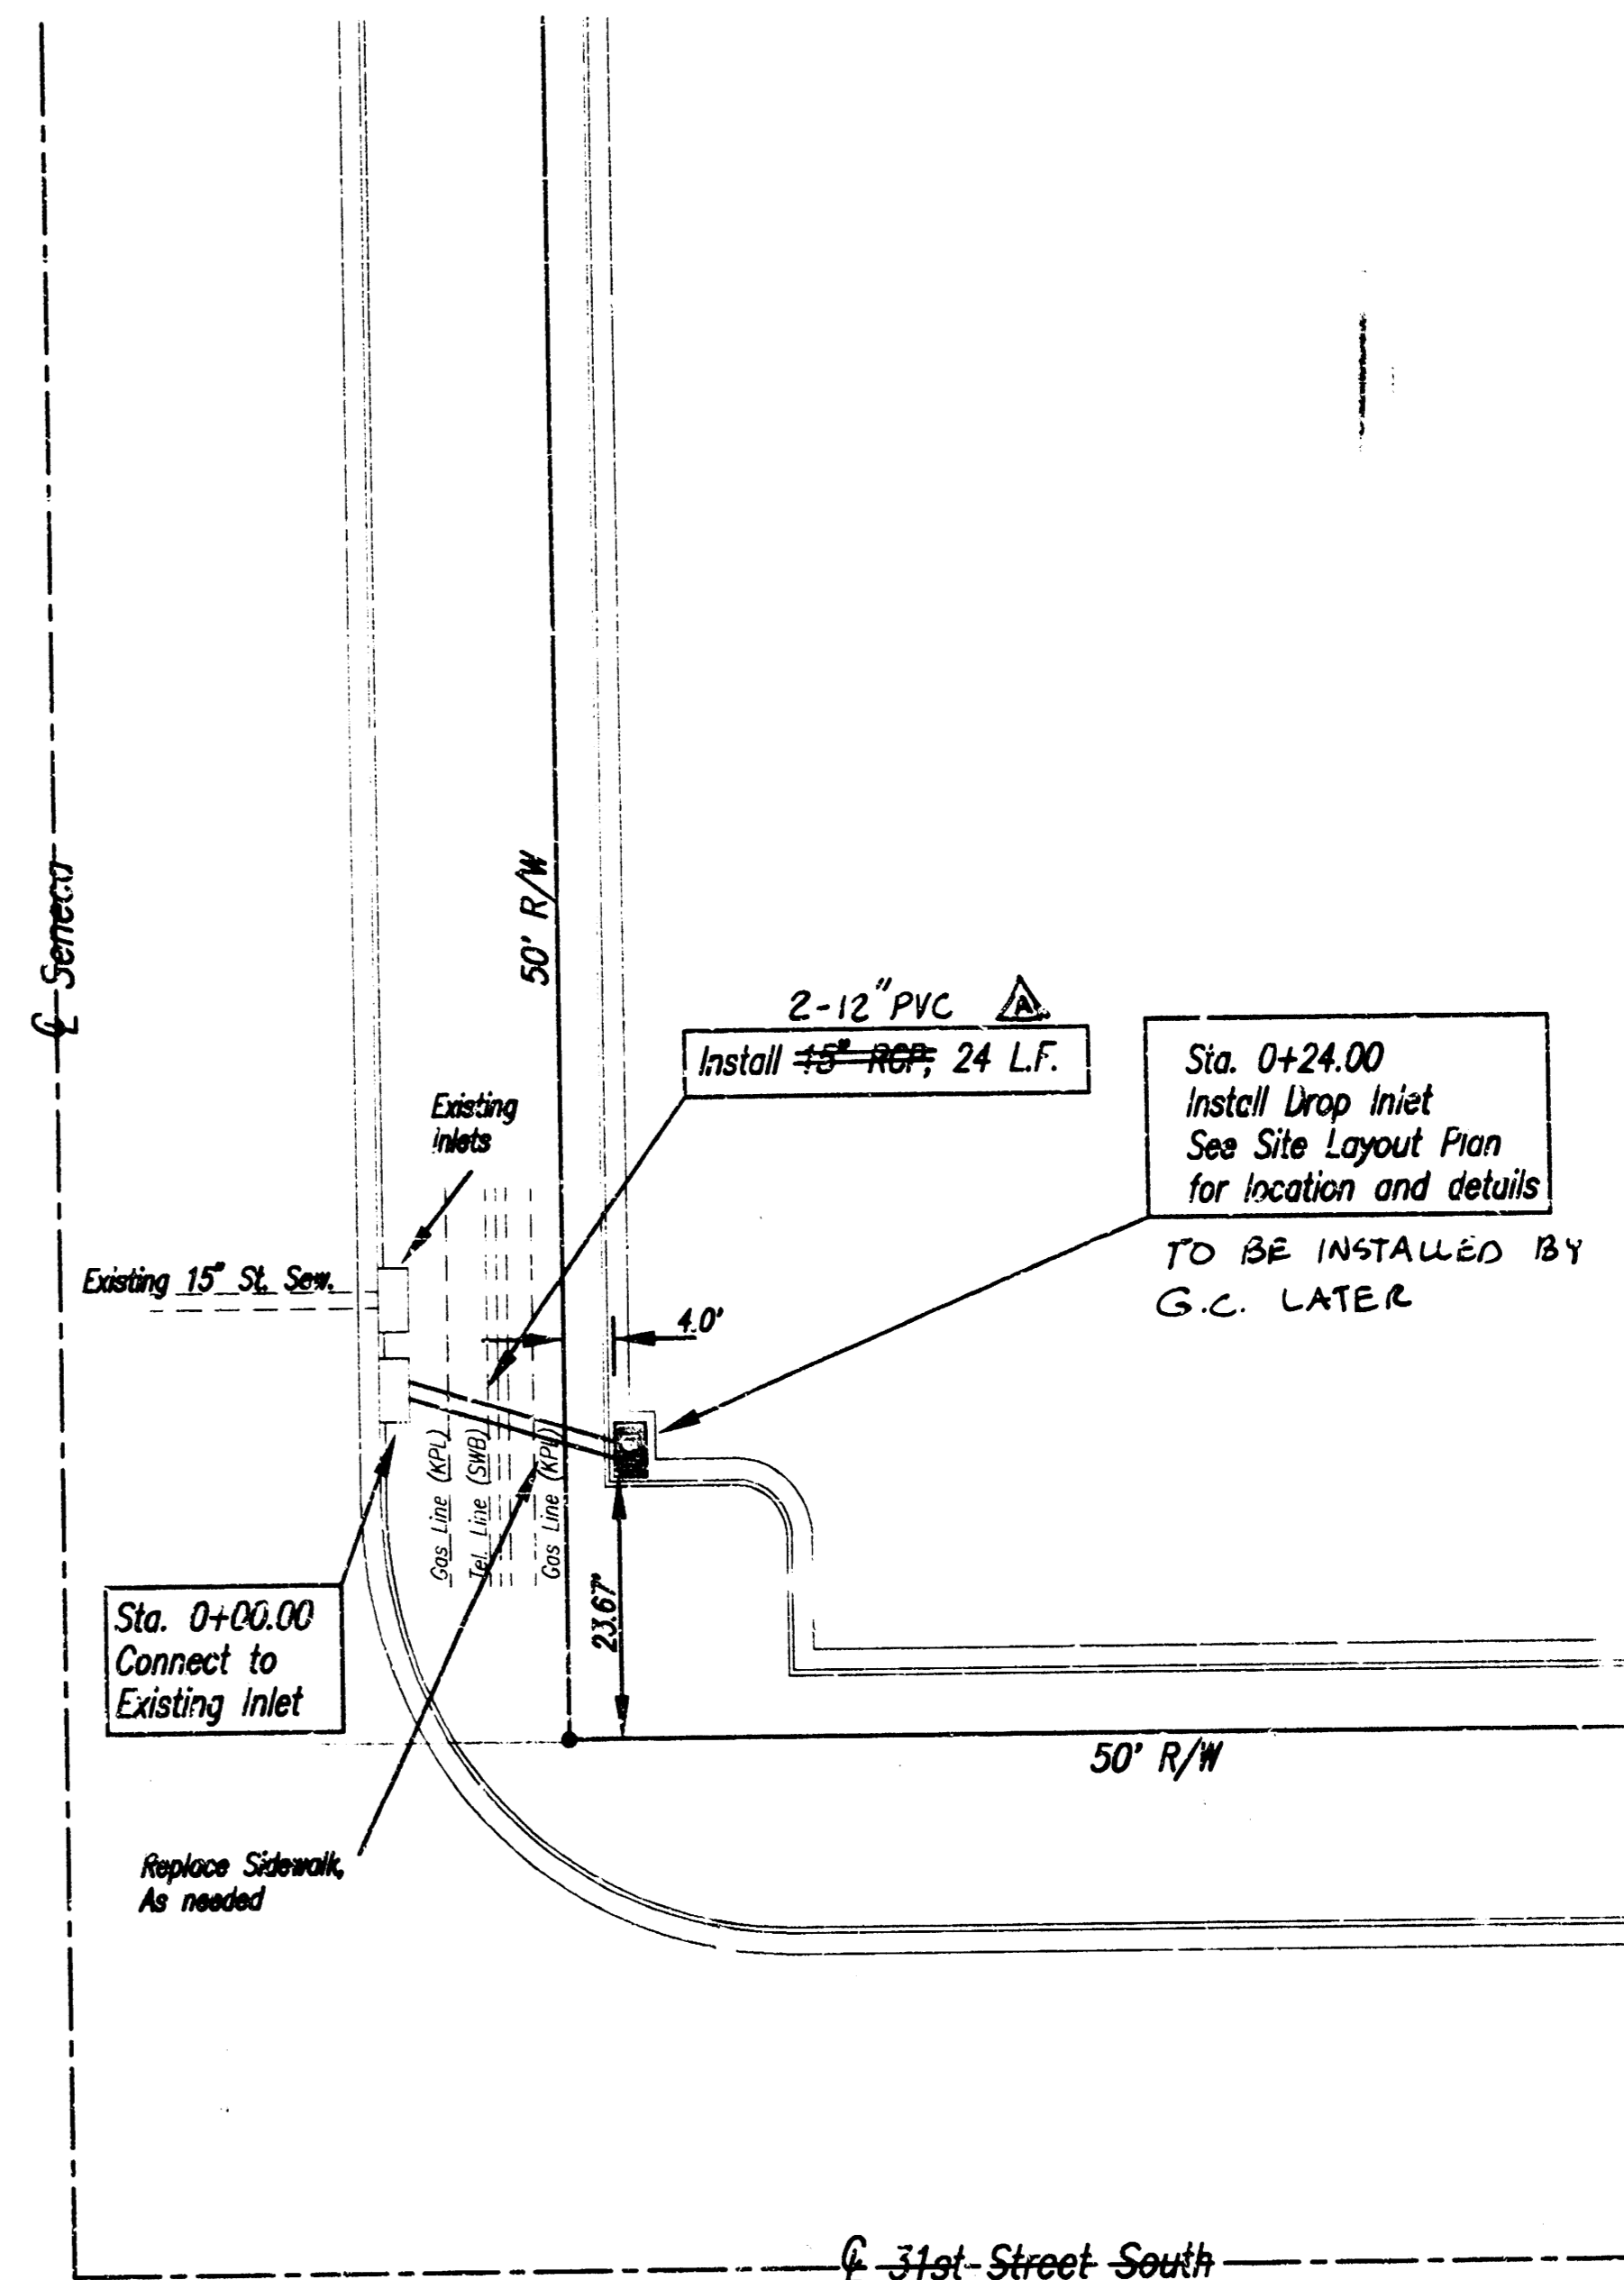 ℄ Seneca
50' R/W
2-12" PVC A
Install 15" RCP, 24 L.F.
Sta. 0+24.00
Install Drop Inlet
See Site Layout Plan
for location and details
TO BE INSTALLED BY
G.C. LATER
Existing
Inlets
Existing 15" St. Sew.
4.0'
Gas Line (KPL)
Tel. Line (SWB)
Gas Line (KPL)
23.67'
Sta. 0+00.00
Connect to
Existing Inlet
50' R/W
Replace Sidewalk,
As needed
℄ 31st Street South